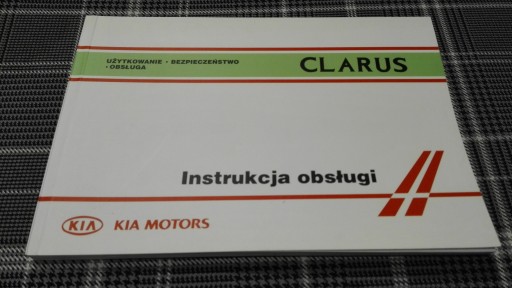 UŻYTKOWANIE • BEZPIECZEŃSTWO
• OBSŁUGA
CLARUS
Instrukcja obsługi
KIA KIA MOTORS